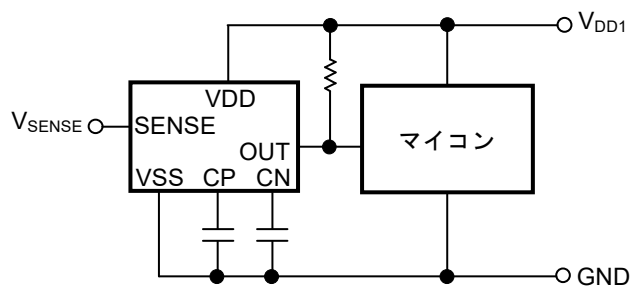 VDD1
VDD
VSENSE
SENSE
OUT
マイコン
VSS CP CN
GND